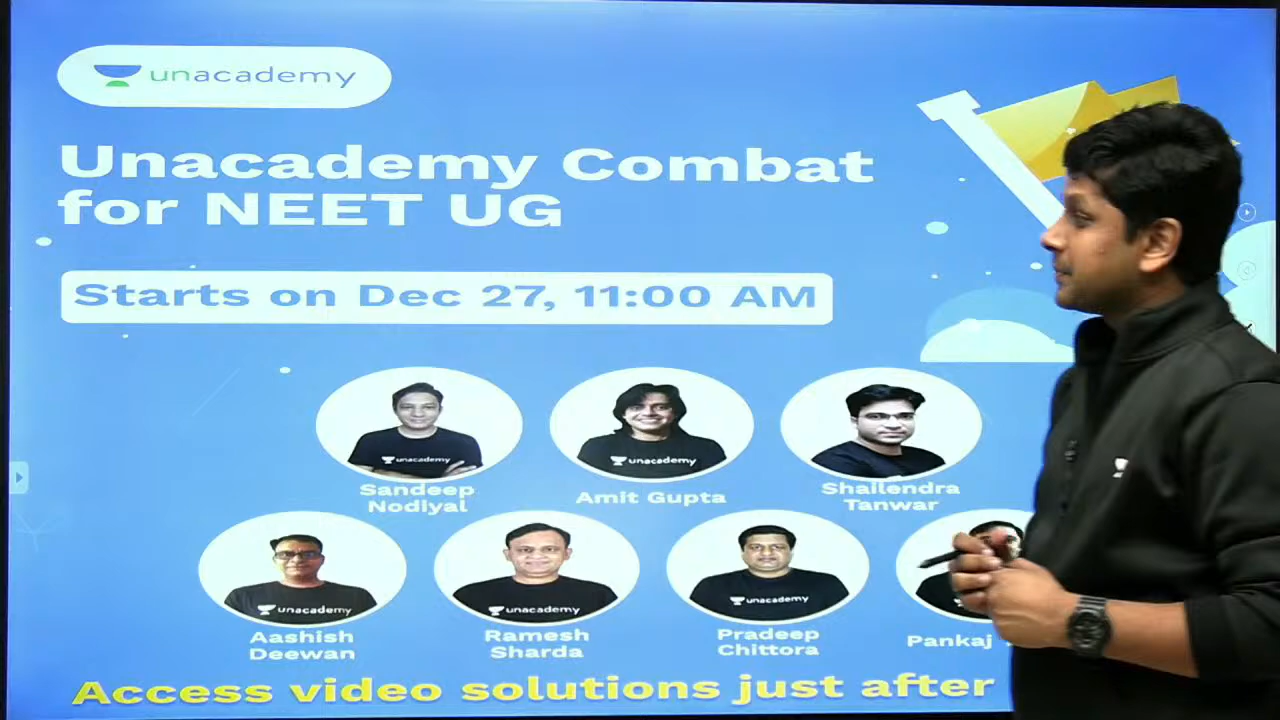 unacademy
Unacademy Combat
for NEET UG
Starts on Dec 27, 11:00 AM
unacademy
unacademy
Sandeep
Nodiyal
Amit Gupta
Shailendra
Tanwar
unacademy
unacademy
unacademy
Aashish
Deewan
Ramesh
Sharda
Pradeep
Chittora
Pankaj
Access video solutions just after